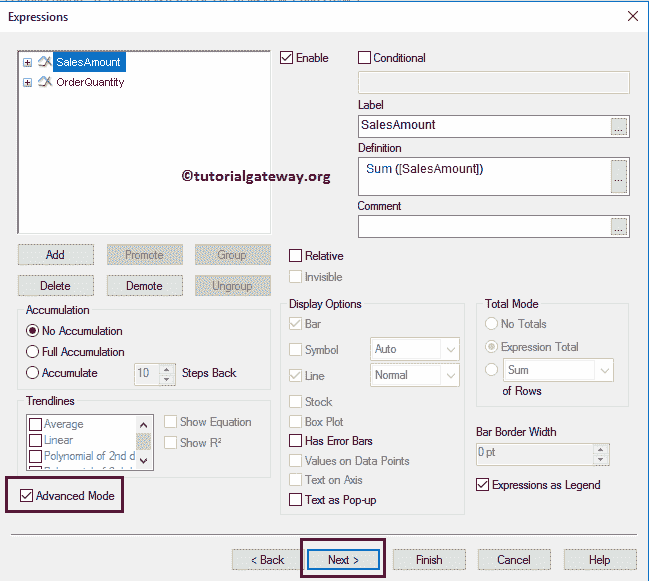 Expressions
SalesAmount
OrderQuantity
©tutorialgateway.org
Enable
Conditional
Label
SalesAmount
...
Definition
Sum ([SalesAmount])
...
Comment
...
Add
Promote
Group
Delete
Demote
Ungroup
Relative
Invisible
Accumulation
No Accumulation
Full Accumulation
Accumulate
10
Steps Back
Trendlines
Average
Linear
Polynomial of 2nd d
Show Equation
Show R²
Advanced Mode
Display Options
Bar
Symbol
Auto
Line
Normal
Stock
Box Plot
Has Error Bars
Values on Data Points
Text on Axis
Text as Pop-up
Total Mode
No Totals
Expression Total
Sum
of Rows
Bar Border Width
0 pt
Expressions as Legend
< Back
Next >
Finish
Cancel
Help